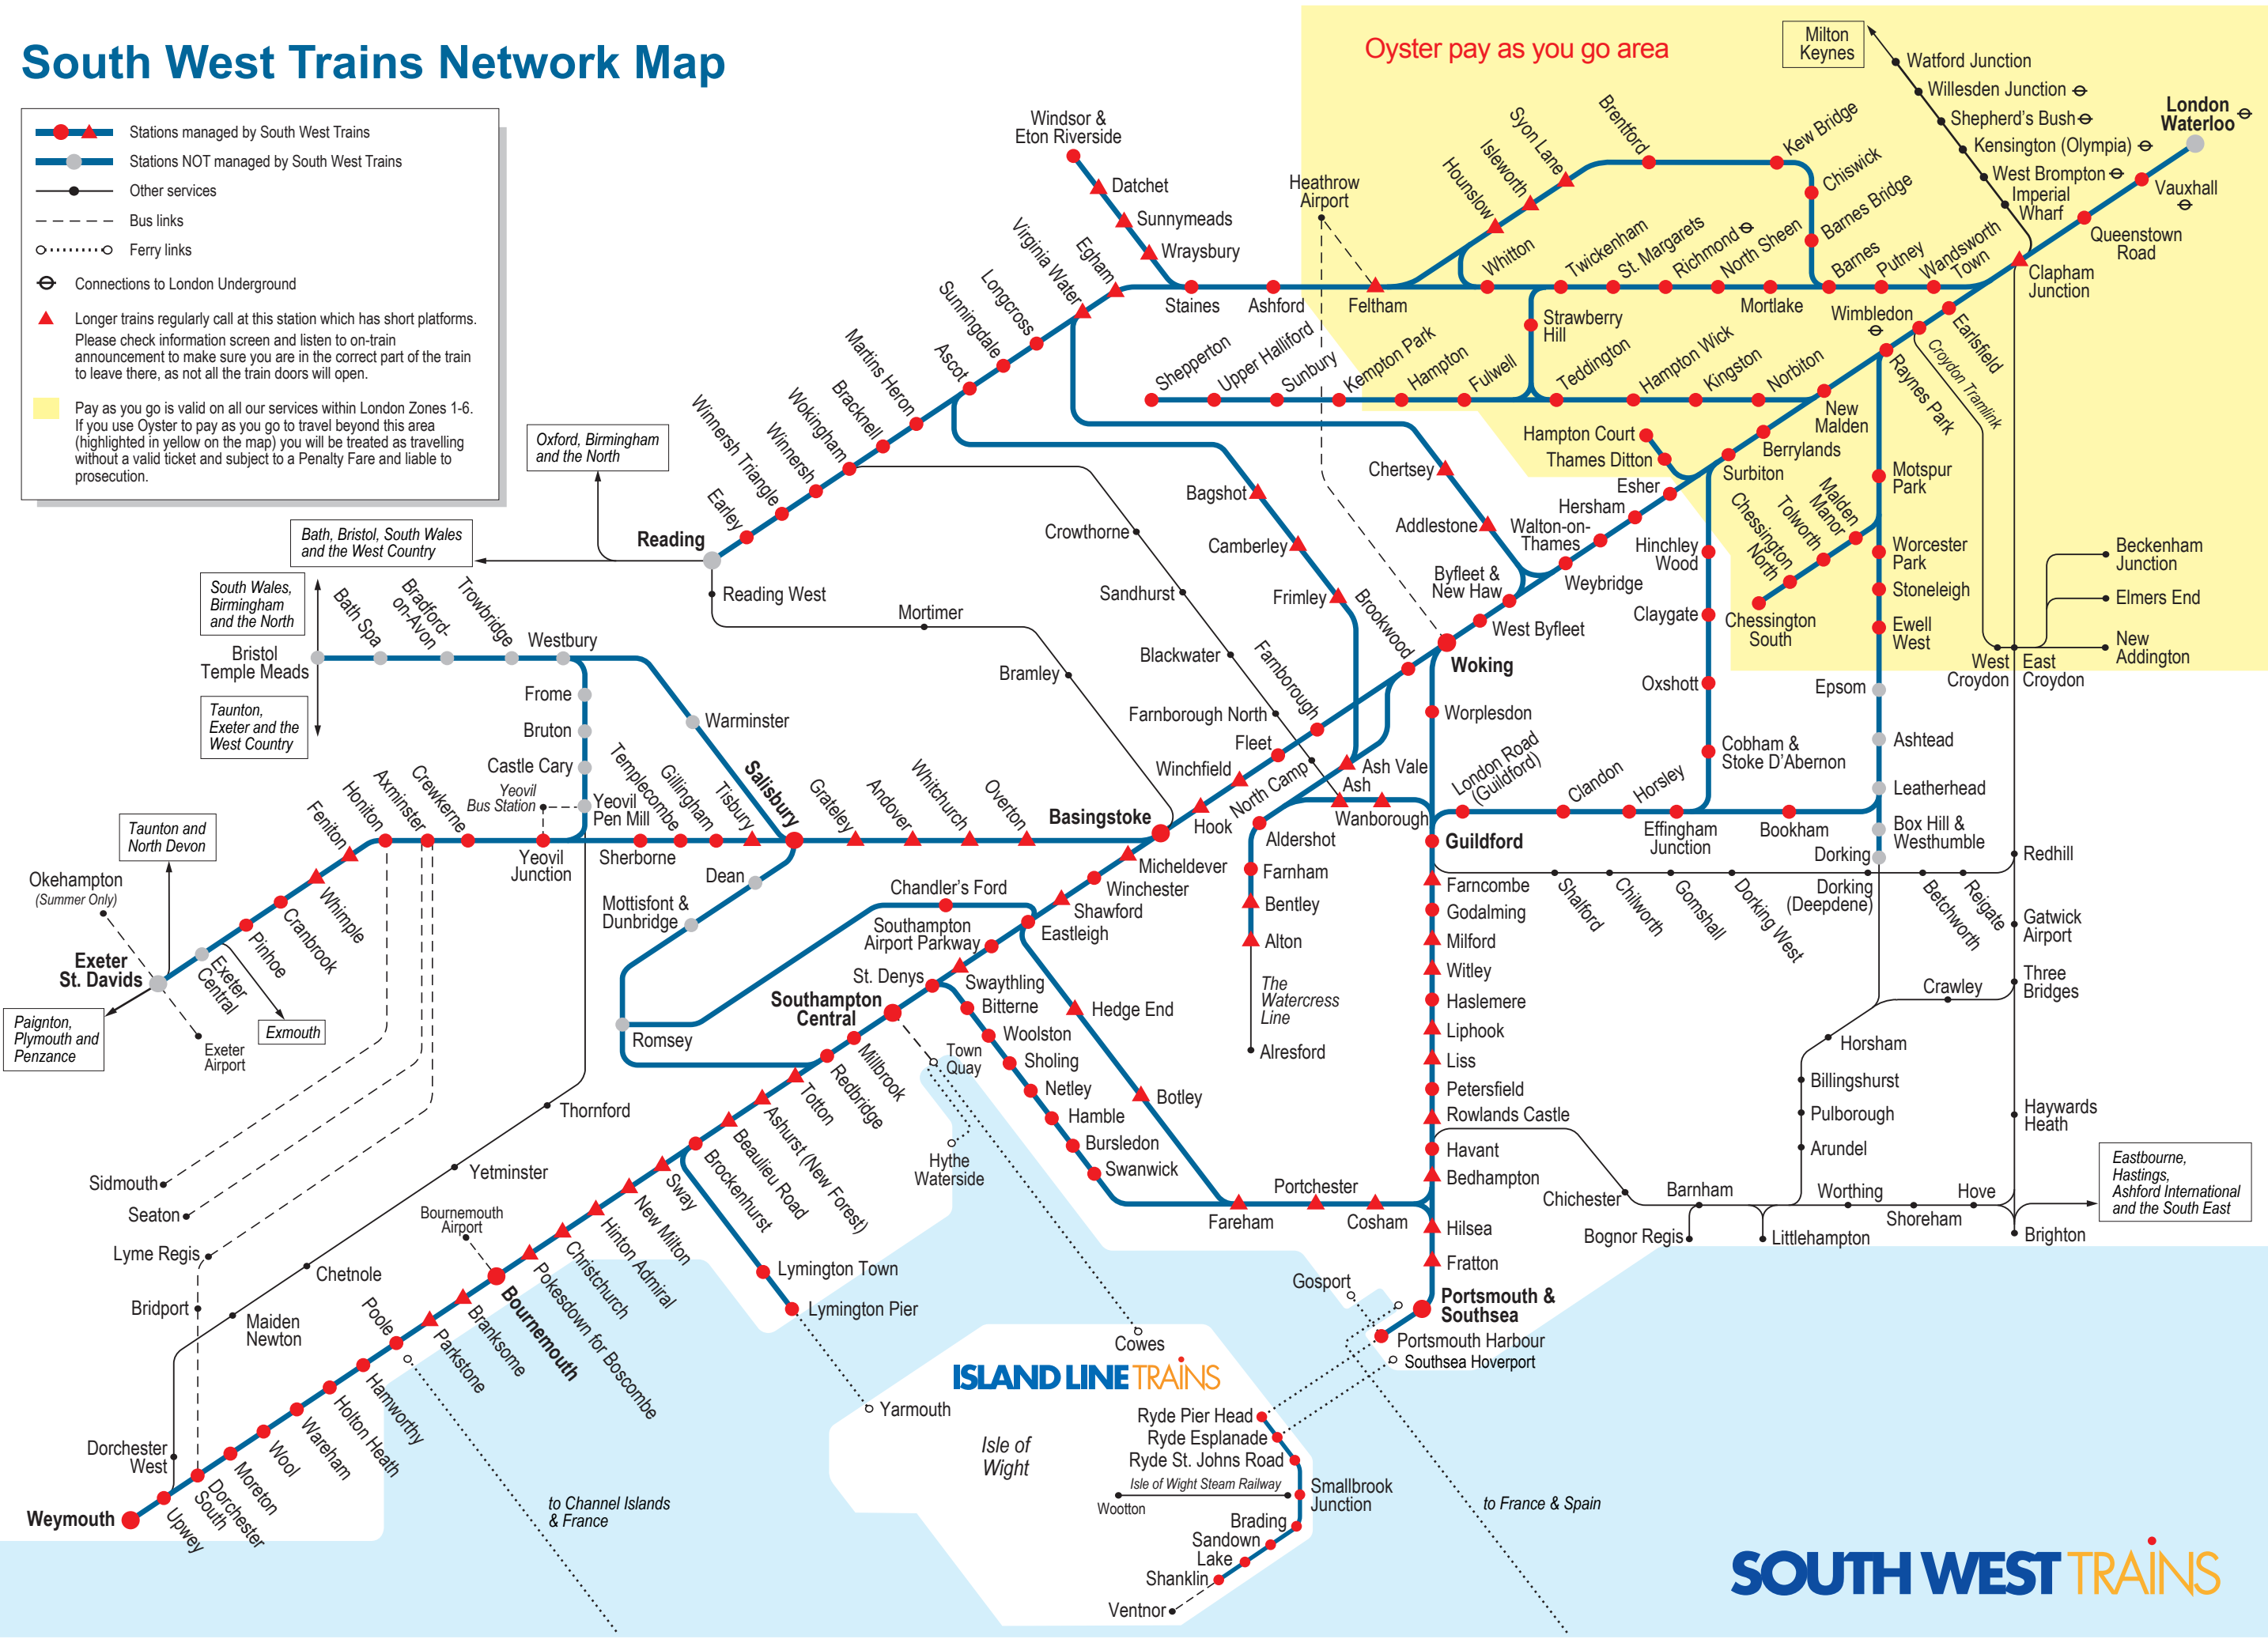 South West Trains Network Map
Stations managed by South West Trains
Stations NOT managed by South West Trains
Other services
Bus links
Ferry links
Connections to London Underground
Longer trains regularly call at this station which has short platforms.
Please check information screen and listen to on-train
announcement to make sure you are in the correct part of the train
to leave there, as not all the train doors will open.
Pay as you go is valid on all our services within London Zones 1-6.
If you use Oyster to pay as you go to travel beyond this area
(highlighted in yellow on the map) you will be treated as travelling
without a valid ticket and subject to a Penalty Fare and liable to
prosecution.
Oyster pay as you go area
Milton
Keynes
Watford Junction
Willesden Junction
Shepherd's Bush
Kensington (Olympia)
West Brompton
Imperial
Wharf
London
Waterloo
Vauxhall
Queenstown
Road
Clapham
Junction
Windsor &
Eton Riverside
Datchet
Sunnymeads
Wraysbury
Heathrow
Airport
Hounslow
Isleworth
Syon Lane
Brentford
Kew Bridge
Chiswick
Barnes Bridge
Virginia Water
Egham
Staines
Ashford
Feltham
Whitton
Twickenham
St. Margarets
Richmond
North Sheen
Mortlake
Barnes
Putney
Wandsworth
Town
Earlsfield
Wimbledon
Croydon Tramlink
Raynes Park
Strawberry
Hill
Shepperton
Upper Halliford
Sunbury
Kempton Park
Hampton
Fulwell
Teddington
Hampton Wick
Kingston
Norbiton
New
Malden
Berrylands
Surbiton
Hampton Court
Thames Ditton
Longcross
Sunningdale
Ascot
Martins Heron
Bracknell
Wokingham
Winnersh
Winnersh Triangle
Earley
Reading
Oxford, Birmingham
and the North
Bath, Bristol, South Wales
and the West Country
South Wales,
Birmingham
and the North
Bristol
Temple Meads
Taunton,
Exeter and the
West Country
Bath Spa
Bradford-
on-Avon
Trowbridge
Westbury
Frome
Bruton
Castle Cary
Yeovil
Bus Station
Yeovil
Pen Mill
Warminster
Reading West
Mortimer
Bramley
Crowthorne
Sandhurst
Blackwater
Farnborough North
North Camp
Bagshot
Camberley
Frimley
Chertsey
Addlestone
Esher
Hersham
Walton-on-
Thames
Weybridge
Byfleet &
New Haw
West Byfleet
Woking
Brookwood
Farnborough
Fleet
Winchfield
Hook
Basingstoke
Ash Vale
Ash
Wanborough
Aldershot
Farnham
Bentley
Alton
The
Watercress
Line
Alresford
Motspur
Park
Malden
Manor
Tolworth
Chessington
North
Chessington
South
Worcester
Park
Stoneleigh
Ewell
West
Epsom
Ashtead
Leatherhead
Box Hill &
Westhumble
Dorking
Hinchley
Wood
Claygate
Oxshott
Cobham &
Stoke D'Abernon
Worplesdon
London Road
(Guildford)
Clandon
Horsley
Effingham
Junction
Bookham
Guildford
Beckenham
Junction
Elmers End
New
Addington
West
Croydon
East
Croydon
Redhill
Shalford
Chilworth
Gomshall
Dorking West
Dorking
(Deepdene)
Betchworth
Reigate
Gatwick
Airport
Three
Bridges
Crawley
Horsham
Billingshurst
Pulborough
Arundel
Haywards
Heath
Farncombe
Godalming
Milford
Witley
Haslemere
Liphook
Liss
Petersfield
Rowlands Castle
Havant
Bedhampton
Hilsea
Fratton
Portsmouth &
Southsea
Portsmouth Harbour
Southsea Hoverport
Gosport
Chichester
Barnham
Bognor Regis
Littlehampton
Worthing
Shoreham
Hove
Brighton
Eastbourne,
Hastings,
Ashford International
and the South East
Feniton
Honiton
Axminster
Crewkerne
Yeovil
Junction
Sherborne
Templecombe
Gillingham
Tisbury
Salisbury
Grateley
Andover
Whitchurch
Overton
Taunton and
North Devon
Okehampton
(Summer Only)
Exeter
St. Davids
Paignton,
Plymouth and
Penzance
Exeter
Central
Exeter
Airport
Exmouth
Pinhoe
Cranbrook
Whimple
Dean
Mottisfont &
Dunbridge
Romsey
Chandler's Ford
Micheldever
Winchester
Shawford
Eastleigh
Southampton
Airport Parkway
Swaythling
St. Denys
Southampton
Central
Millbrook
Redbridge
Totton
Ashurst (New Forest)
Beaulieu Road
Brockenhurst
Sway
New Milton
Hinton Admiral
Christchurch
Pokesdown for Boscombe
Bournemouth
Bournemouth
Airport
Branksome
Parkstone
Poole
Hamworthy
Holton Heath
Wareham
Wool
Moreton
Dorchester
South
Upwey
Weymouth
Dorchester
West
Maiden
Newton
Chetnole
Yetminster
Thornford
Sidmouth
Seaton
Lyme Regis
Bridport
Bitterne
Woolston
Sholing
Netley
Hamble
Bursledon
Swanwick
Hedge End
Botley
Fareham
Portchester
Cosham
Town
Quay
Hythe
Waterside
Lymington Town
Lymington Pier
Yarmouth
Cowes
to Channel Islands
& France
to France & Spain
ISLAND LINE TRAINS
Isle of
Wight
Ryde Pier Head
Ryde Esplanade
Ryde St. Johns Road
Isle of Wight Steam Railway
Wootton
Smallbrook
Junction
Brading
Sandown
Lake
Shanklin
Ventnor
SOUTH WEST TRAINS